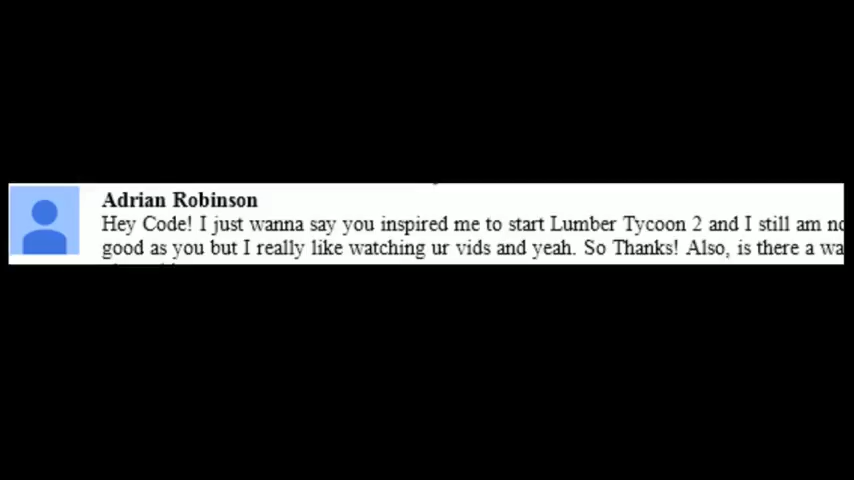 Adrian Robinson
Hey Code! I just wanna say you inspired me to start Lumber Tycoon 2 and I still am
good as you but I really like watching ur vids and yeah. So Thanks! Also, is there a